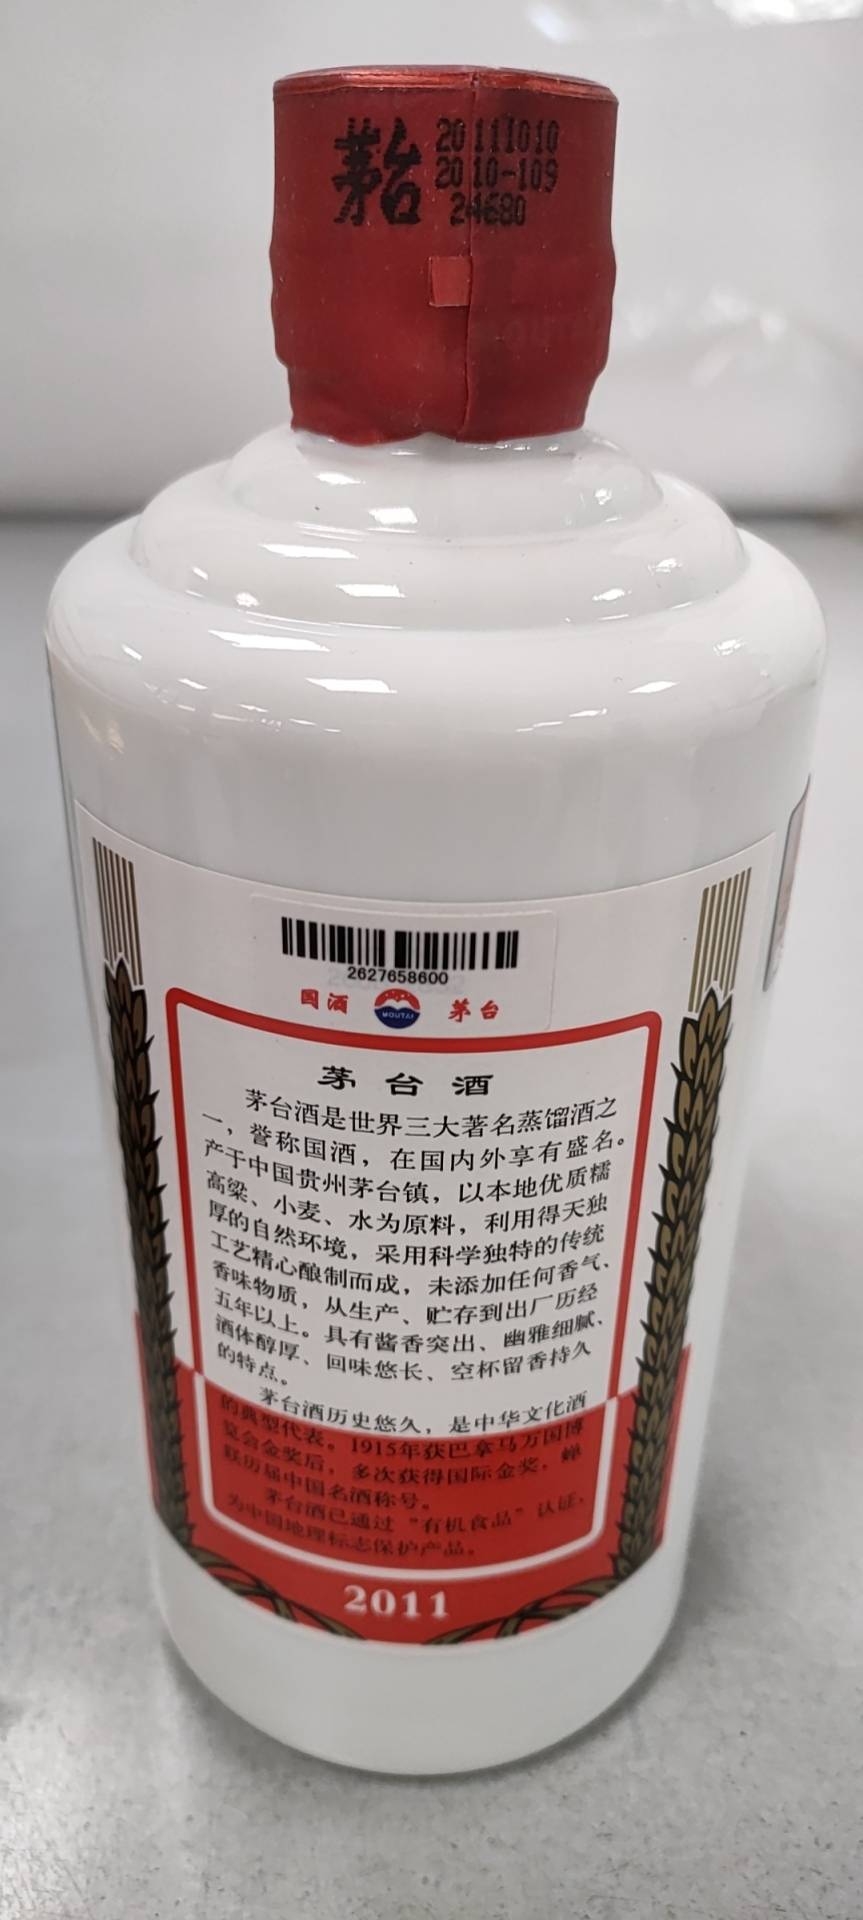 茅台
20111010
2010-109
24680
2627658600
国酒
MOUTAI
茅台
茅台酒
茅台酒是世界三大著名蒸馏酒之
一，誉称国酒，在国内外享有盛名。
产于中国贵州茅台镇，以本地优质糯
高粱、小麦、水为原料，利用得天独
厚的自然环境，采用科学独特的传统
工艺精心酿制而成，未添加任何香气、
香味物质，从生产、贮存到出厂历经
五年以上。具有酱香突出、幽雅细腻、
酒体醇厚、回味悠长、空杯留香持久
的特点。
茅台酒历史悠久，是中华文化酒
的典型代表。1915年获巴拿马万国博
览会金奖后，多次获得国际金奖，蝉
联历届中国名酒称号。
茅台酒已通过“有机食品”认证，
为中国地理标志保护产品。
2011